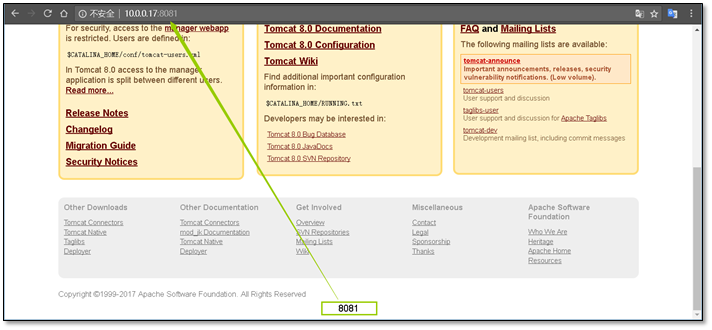 不安全 | 10.0.0.17:8081
For security, access to the manager webapp
is restricted. Users are defined in:
$CATALINA_HOME/conf/tomcat-users.xml
In Tomcat 8.0 access to the manager
application is split between different users.
Read more...
Release Notes
Changelog
Migration Guide
Security Notices
Tomcat 8.0 Documentation
Tomcat 8.0 Configuration
Tomcat Wiki
Find additional important configuration
information in:
$CATALINA_HOME/RUNNING.txt
Developers may be interested in:
Tomcat 8.0 Bug Database
Tomcat 8.0 JavaDocs
Tomcat 8.0 SVN Repository
FAQ and Mailing Lists
The following mailing lists are available:
tomcat-announce
Important announcements, releases, security
vulnerability notifications. (Low volume).
tomcat-users
User support and discussion
taglibs-user
User support and discussion for Apache Taglibs
tomcat-dev
Development mailing list, including commit messages
Other Downloads
Tomcat Connectors
Tomcat Native
Taglibs
Deployer
Other Documentation
Tomcat Connectors
mod_jk Documentation
Tomcat Native
Deployer
Get Involved
Overview
SVN Repositories
Mailing Lists
Wiki
Miscellaneous
Contact
Legal
Sponsorship
Thanks
Apache Software
Foundation
Who We Are
Heritage
Apache Home
Resources
Copyright ©1999-2017 Apache Software Foundation. All Rights Reserved
8081